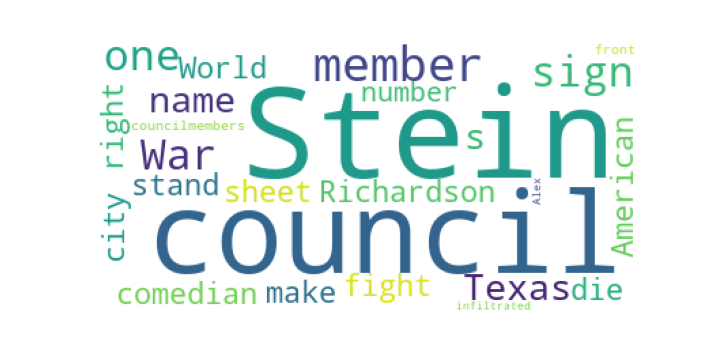 front
one
World
member
sign
name
number
councilmembers
Stein
s
right
War
stand
sheet
Richardson
Alex
American
city
council
comedian
make
fight
Texas
die
infiltrated